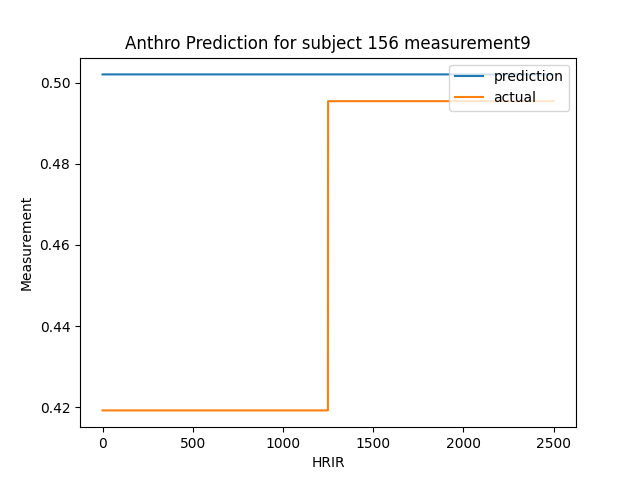 Anthro Prediction for subject 156 measurement9
prediction
actual
0.50
0.48
0.46
0.44
0.42
Measurement
0 500 1000 1500 2000 2500
HRIR